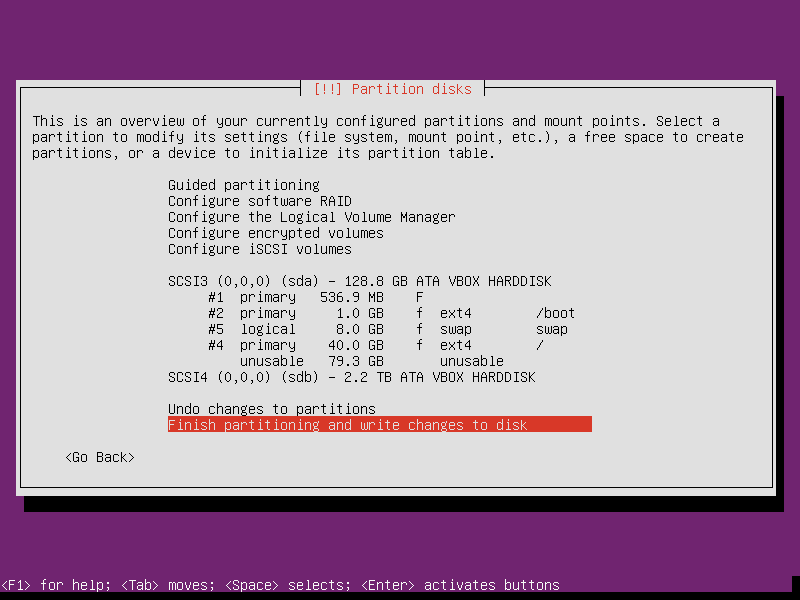 [!!] Partition disks
This is an overview of your currently configured partitions and mount points. Select a
partition to modify its settings (file system, mount point, etc.), a free space to create
partitions, or a device to initialize its partition table.
Guided partitioning
Configure software RAID
Configure the Logical Volume Manager
Configure encrypted volumes
Configure iSCSI volumes
SCSI3 (0,0,0) (sda) - 128.8 GB ATA VBOX HARDDISK
#1 primary 536.9 MB F
#2 primary 1.0 GB f ext4 /boot
#5 logical 8.0 GB f swap swap
#4 primary 40.0 GB f ext4 /
unusable 79.3 GB unusable
SCSI4 (0,0,0) (sdb) - 2.2 TB ATA VBOX HARDDISK
Undo changes to partitions
Finish partitioning and write changes to disk
<Go Back>
<F1> for help; <Tab> moves; <Space> selects; <Enter> activates buttons